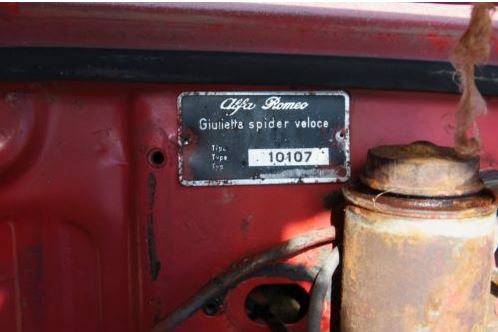 Alfa Romeo
Giulietta spider veloce
Tipo
Type 10107
Typ